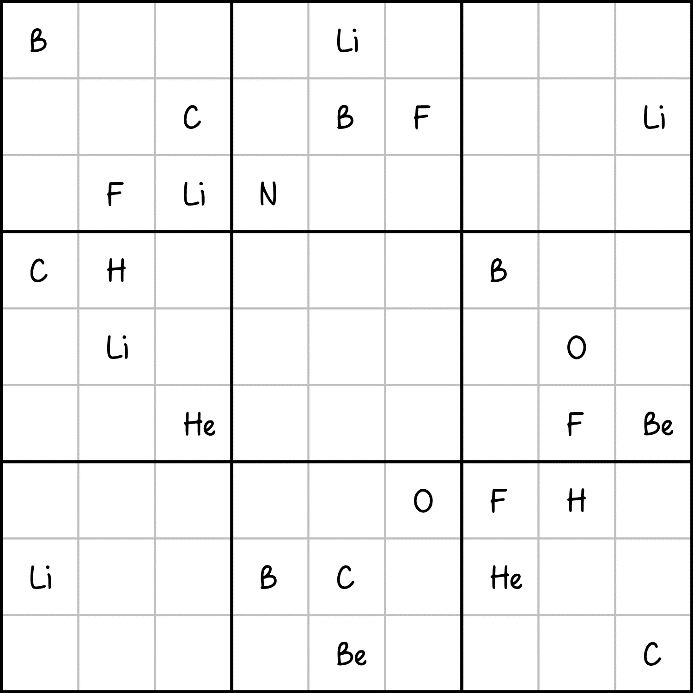 B Li
C B F Li
F Li N
C H B
Li O
He F Be
O F H
Li B C He
Be C